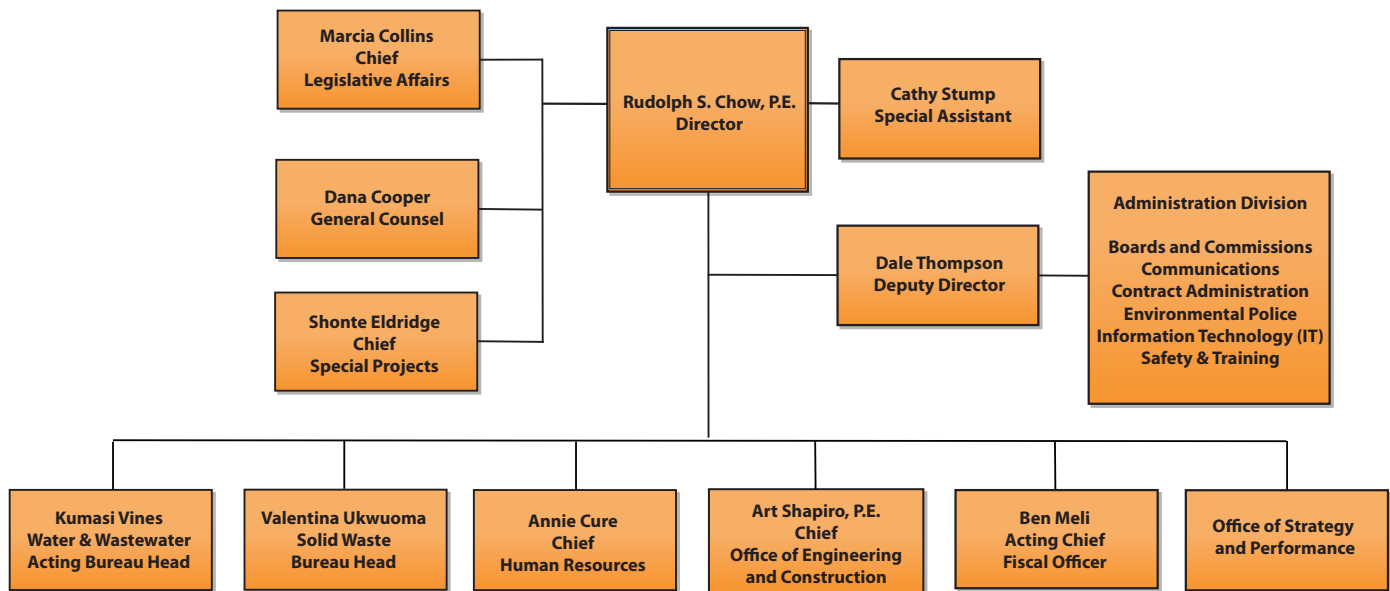 Marcia Collins
Chief
Legislative Affairs
Rudolph S. Chow, P.E.
Director
Cathy Stump
Special Assistant
Dana Cooper
General Counsel
Administration Division
Boards and Commissions
Communications
Contract Administration
Environmental Police
Information Technology (IT)
Safety & Training
Dale Thompson
Deputy Director
Shonte Eldridge
Chief
Special Projects
Kumasi Vines
Water & Wastewater
Acting Bureau Head
Valentina Ukwuoma
Solid Waste
Bureau Head
Annie Cure
Chief
Human Resources
Art Shapiro, P.E.
Chief
Office of Engineering
and Construction
Ben Meli
Acting Chief
Fiscal Officer
Office of Strategy
and Performance